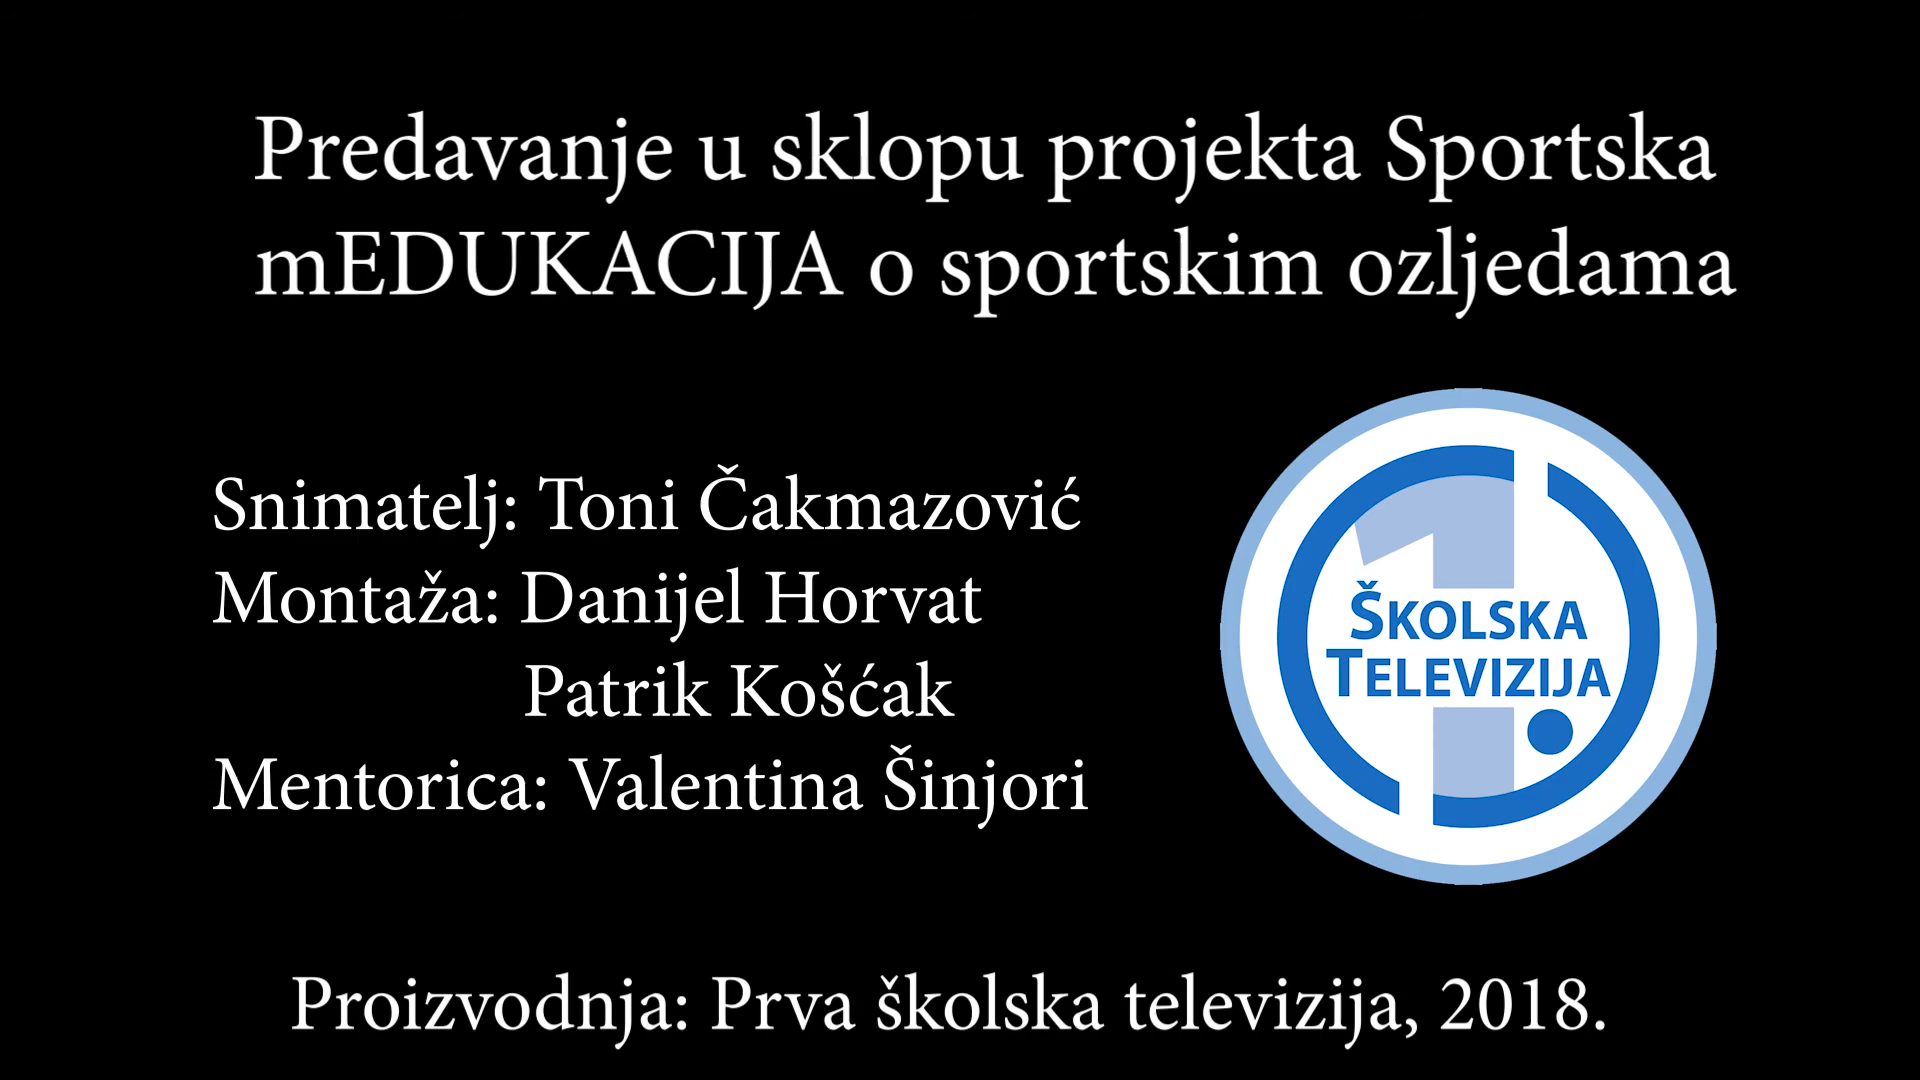 Predavanje u sklopu projekta Sportska
mEDUKACIJA o sportskim ozljedama
Snimatelj: Toni Čakmazović
Montaža: Danijel Horvat
Patrik Košćak
Mentorica: Valentina Šinjori
1.
ŠKOLSKA
TELEVIZIJA
Proizvodnja: Prva školska televizija, 2018.